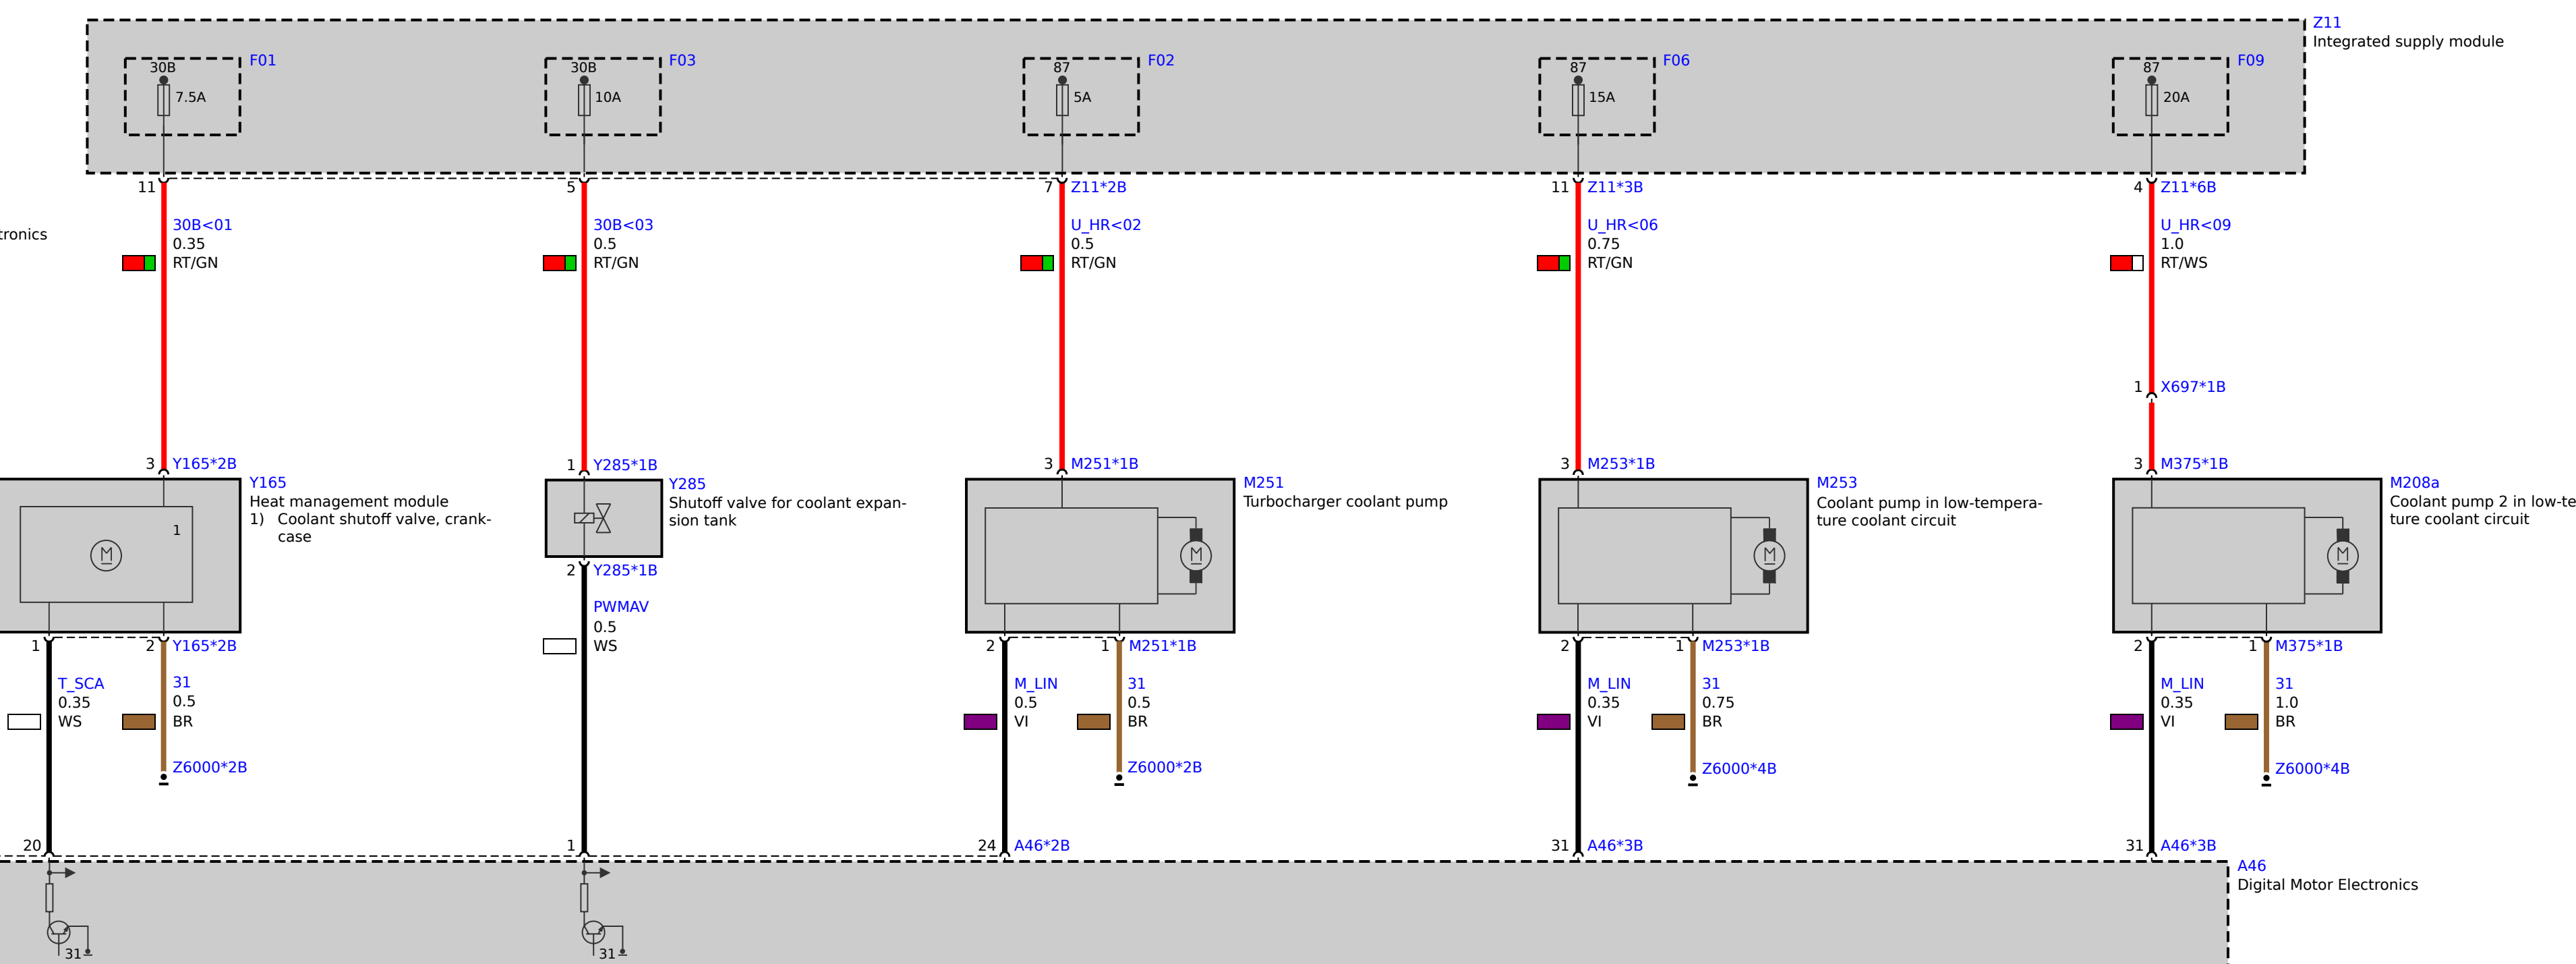 Z11
Integrated supply module
F01
30B
7.5A
F03
30B
10A
F02
87
5A
F06
87
15A
F09
87
20A
11
5
7 Z11*2B
11 Z11*3B
4 Z11*6B
tronics
30B<01
0.35
RT/GN
30B<03
0.5
RT/GN
U_HR<02
0.5
RT/GN
U_HR<06
0.75
RT/GN
U_HR<09
1.0
RT/WS
1 X697*1B
3 Y165*2B
1 Y285*1B
3 M251*1B
3 M253*1B
3 M375*1B
Y165
Heat management module
1) Coolant shutoff valve, crank-
case
1
M
Y285
Shutoff valve for coolant expan-
sion tank
M251
Turbocharger coolant pump
M
M253
Coolant pump in low-tempera-
ture coolant circuit
M
M208a
Coolant pump 2 in low-te
ture coolant circuit
M
2 Y285*1B
PWMAV
0.5
WS
1
2 Y165*2B
2
1 M251*1B
2
1 M253*1B
2
1 M375*1B
T_SCA
0.35
WS
31
0.5
BR
M_LIN
0.5
VI
31
0.5
BR
M_LIN
0.35
VI
31
0.75
BR
M_LIN
0.35
VI
31
1.0
BR
Z6000*2B
Z6000*2B
Z6000*4B
Z6000*4B
20
1
24 A46*2B
31 A46*3B
31 A46*3B
A46
Digital Motor Electronics
31
31